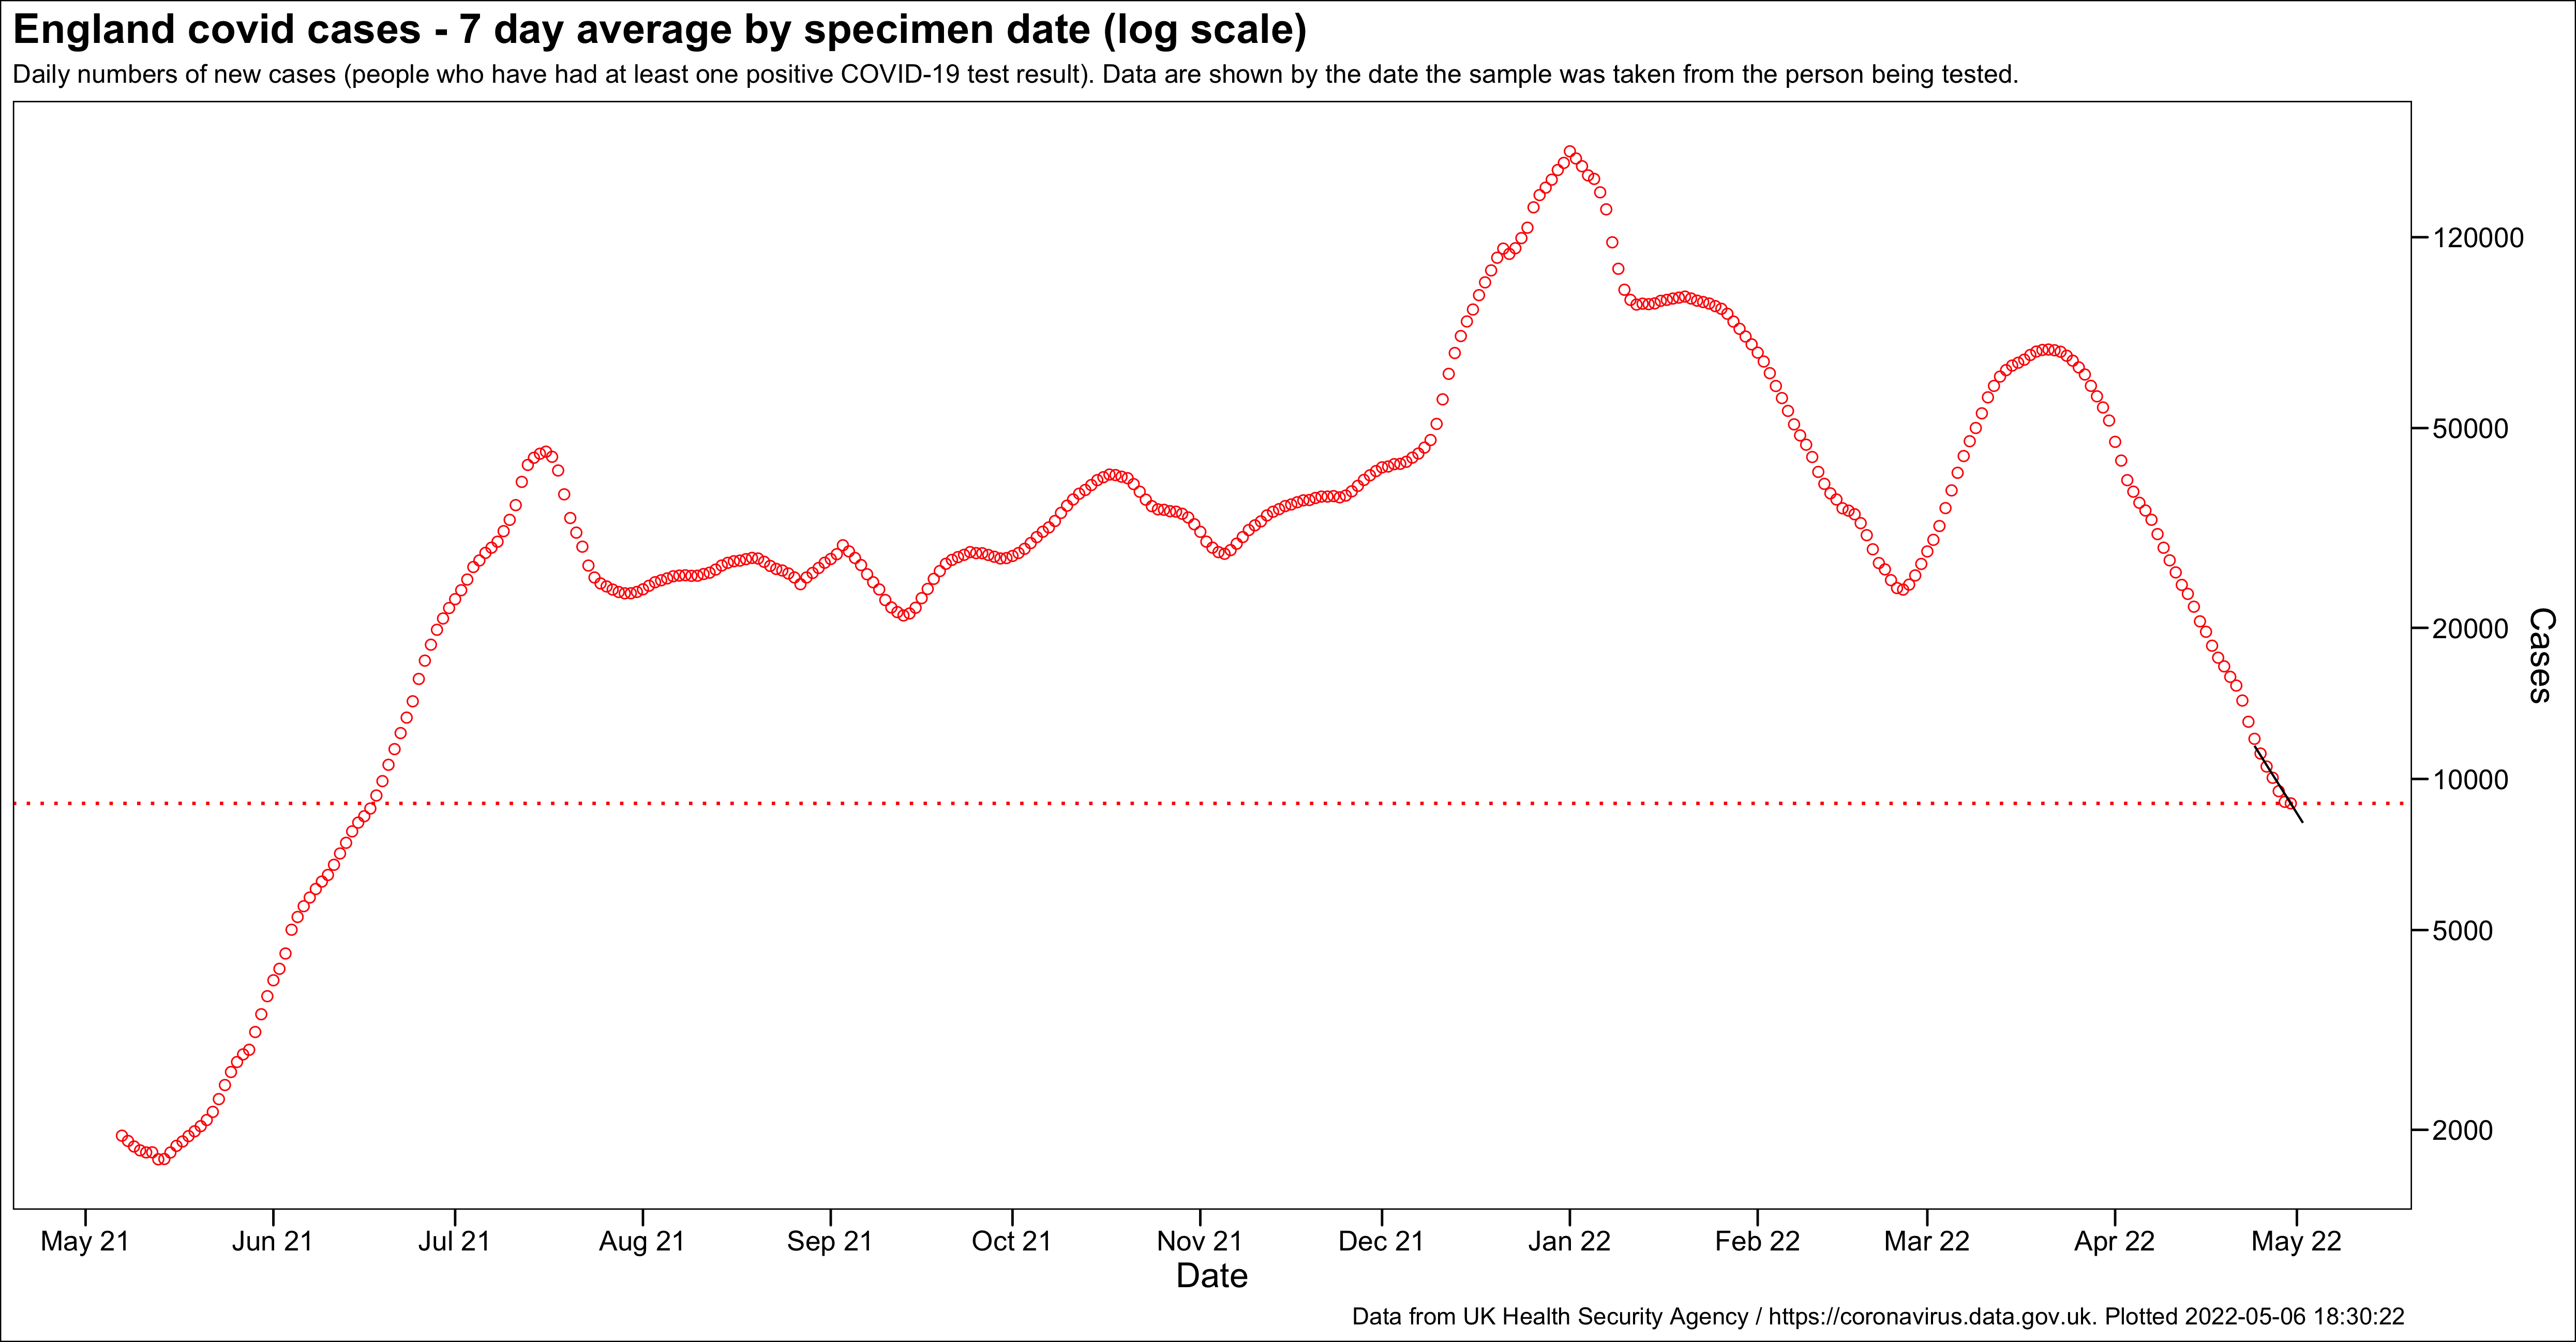 England covid cases - 7 day average by specimen date (log scale)
Daily numbers of new cases (people who have had at least one positive COVID-19 test result). Data are shown by the date the sample was taken from the person being tested.
120000
50000
20000
10000
5000
2000
Cases
May 21 Jun 21 Jul 21 Aug 21 Sep 21 Oct 21 Nov 21 Dec 21 Jan 22 Feb 22 Mar 22 Apr 22 May 22
Date
Data from UK Health Security Agency / https://coronavirus.data.gov.uk. Plotted 2022-05-06 18:30:22